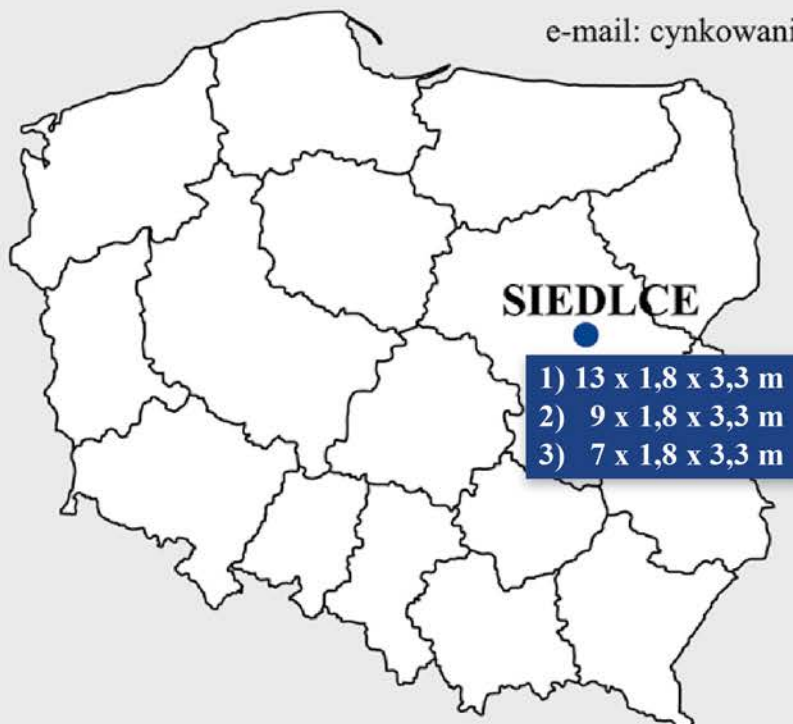 e-mail: cynkowani
SIEDLCE
1) 13 x 1,8 x 3,3 m
2) 9 x 1,8 x 3,3 m
3) 7 x 1,8 x 3,3 m